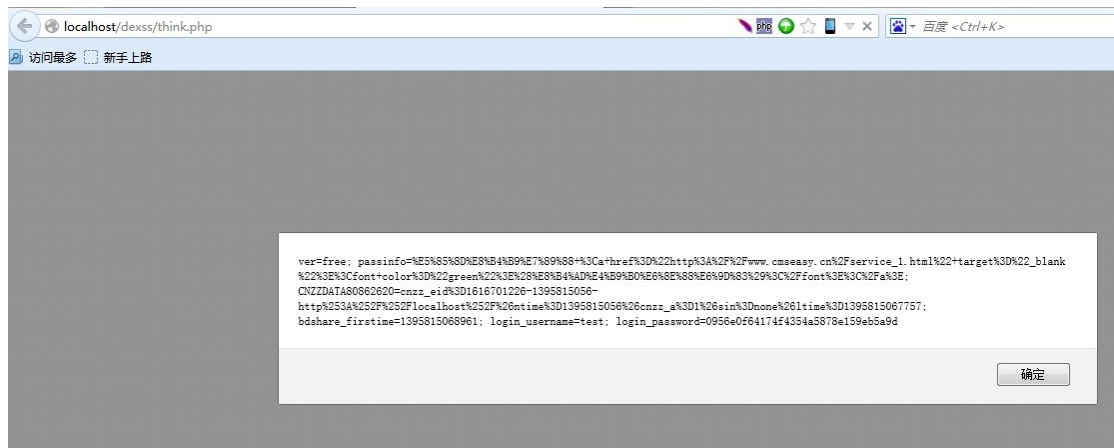 localhost/dexss/think.php
php
百度 <Ctrl+K>
访问最多 新手上路
ver=free; passinfo=%E5%85%8D%E8%B4%B9%E7%89%88+%3Ca+href%3D%22http%3A%2F%2Fwww.cmseasy.cn%2Fservice_1.html%22+target%3D%22_blank
%22%3E%3Cfont+color%3D%22green%22%3E%28%E8%B4%AD%E4%B9%B0%E6%8E%88%E6%9D%83%29%3C%2Ffont%3E%3C%2Fa%3E;
CNZZDATA80862620=cnzz_eid%3D1616701226-1395815056-
http%253A%252F%252Flocalhost%252F%26ntime%3D1395815056%26cnzz_a%3D1%26sin%3Dnone%26ltime%3D1395815067757;
bdshare_firstime=1395815068961; login_username=test; login_password=0956e0f64174f4354a5878e159eb5a9d
确定